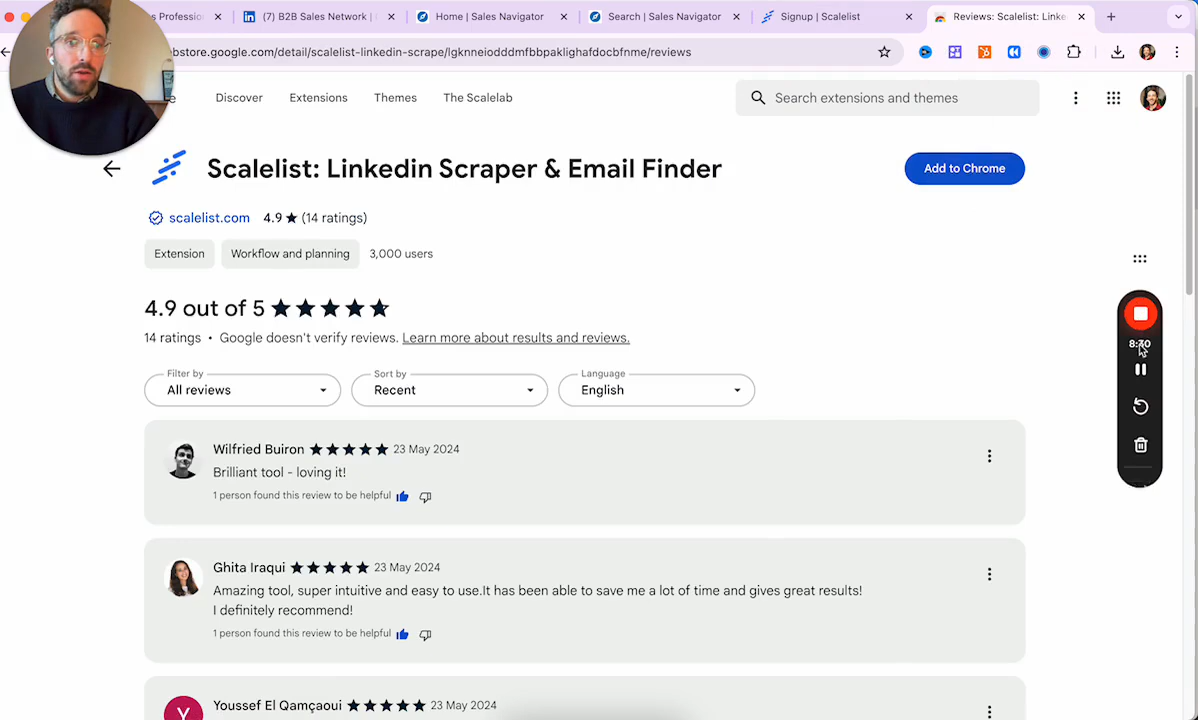 s Profession
(7) B2B Sales Network |
Home | Sales Navigator
Search | Sales Navigator
Signup | Scalelist
Reviews: Scalelist: Linke
bstore.google.com/detail/scalelist-linkedin-scrape/lgknneiodddmfbbpaklighafdocbfnme/reviews
Discover
Extensions
Themes
The Scalelab
Search extensions and themes
Scalelist: Linkedin Scraper & Email Finder
Add to Chrome
scalelist.com 4.9 ★ (14 ratings)
Extension
Workflow and planning
3,000 users
4.9 out of 5
14 ratings • Google doesn't verify reviews. Learn more about results and reviews.
Filter by
All reviews
Sort by
Recent
Language
English
8:30
Wilfried Buiron ★★★★★ 23 May 2024
Brilliant tool - loving it!
1 person found this review to be helpful
Ghita Iraqui ★★★★★ 23 May 2024
Amazing tool, super intuitive and easy to use.It has been able to save me a lot of time and gives great results!
I definitely recommend!
1 person found this review to be helpful
Y
Youssef El Qamçaoui ★★★★★ 23 May 2024